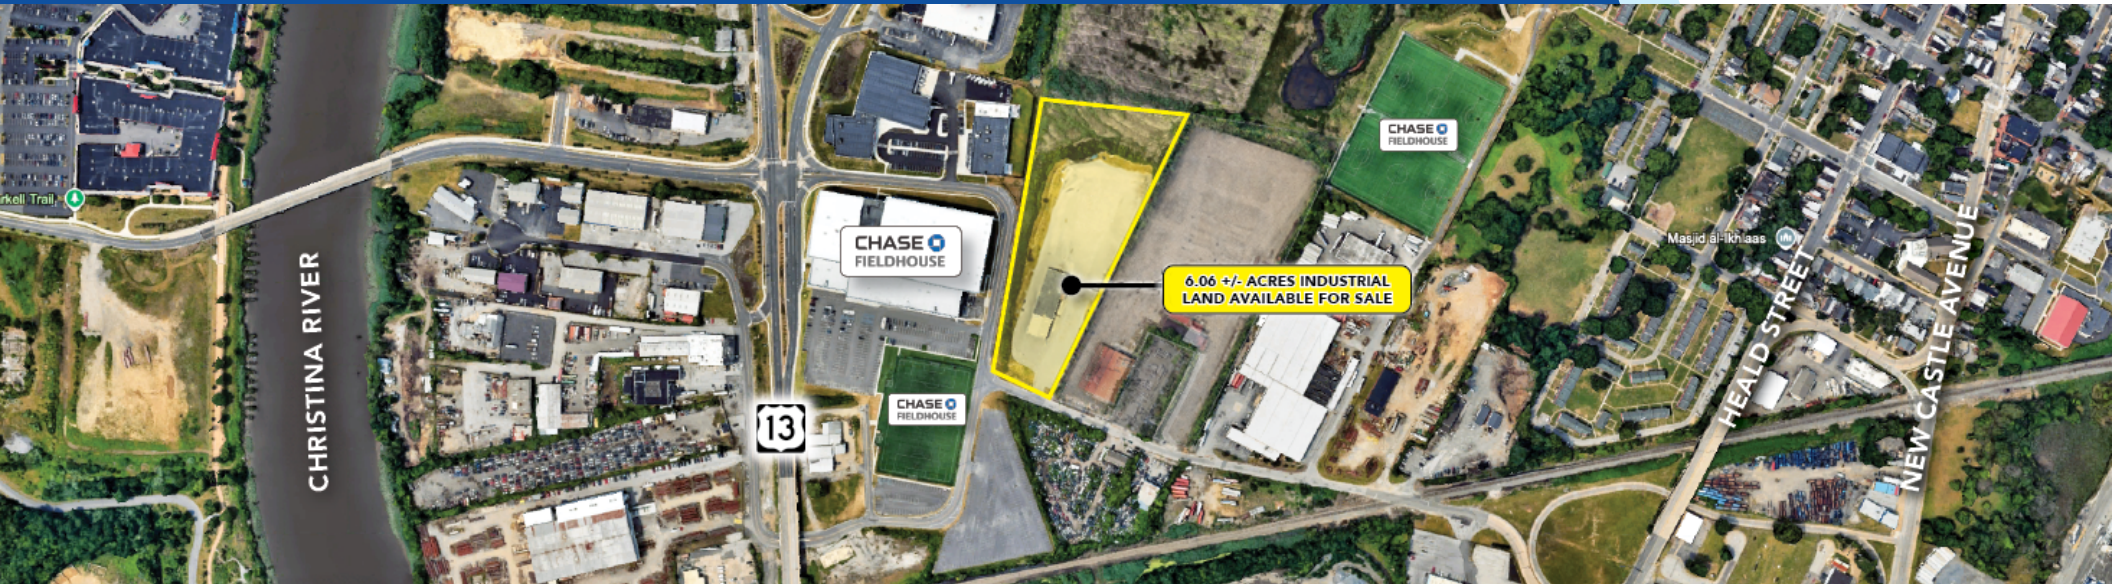 CHASE
FIELDHOUSE
rkell Trail
CHASE
FIELDHOUSE
Masjid al-Ikhlaas
6.06 +/- ACRES INDUSTRIAL
LAND AVAILABLE FOR SALE
CHRISTINA RIVER
HEALD STREET
NEW CASTLE AVENUE
CHASE
FIELDHOUSE
13